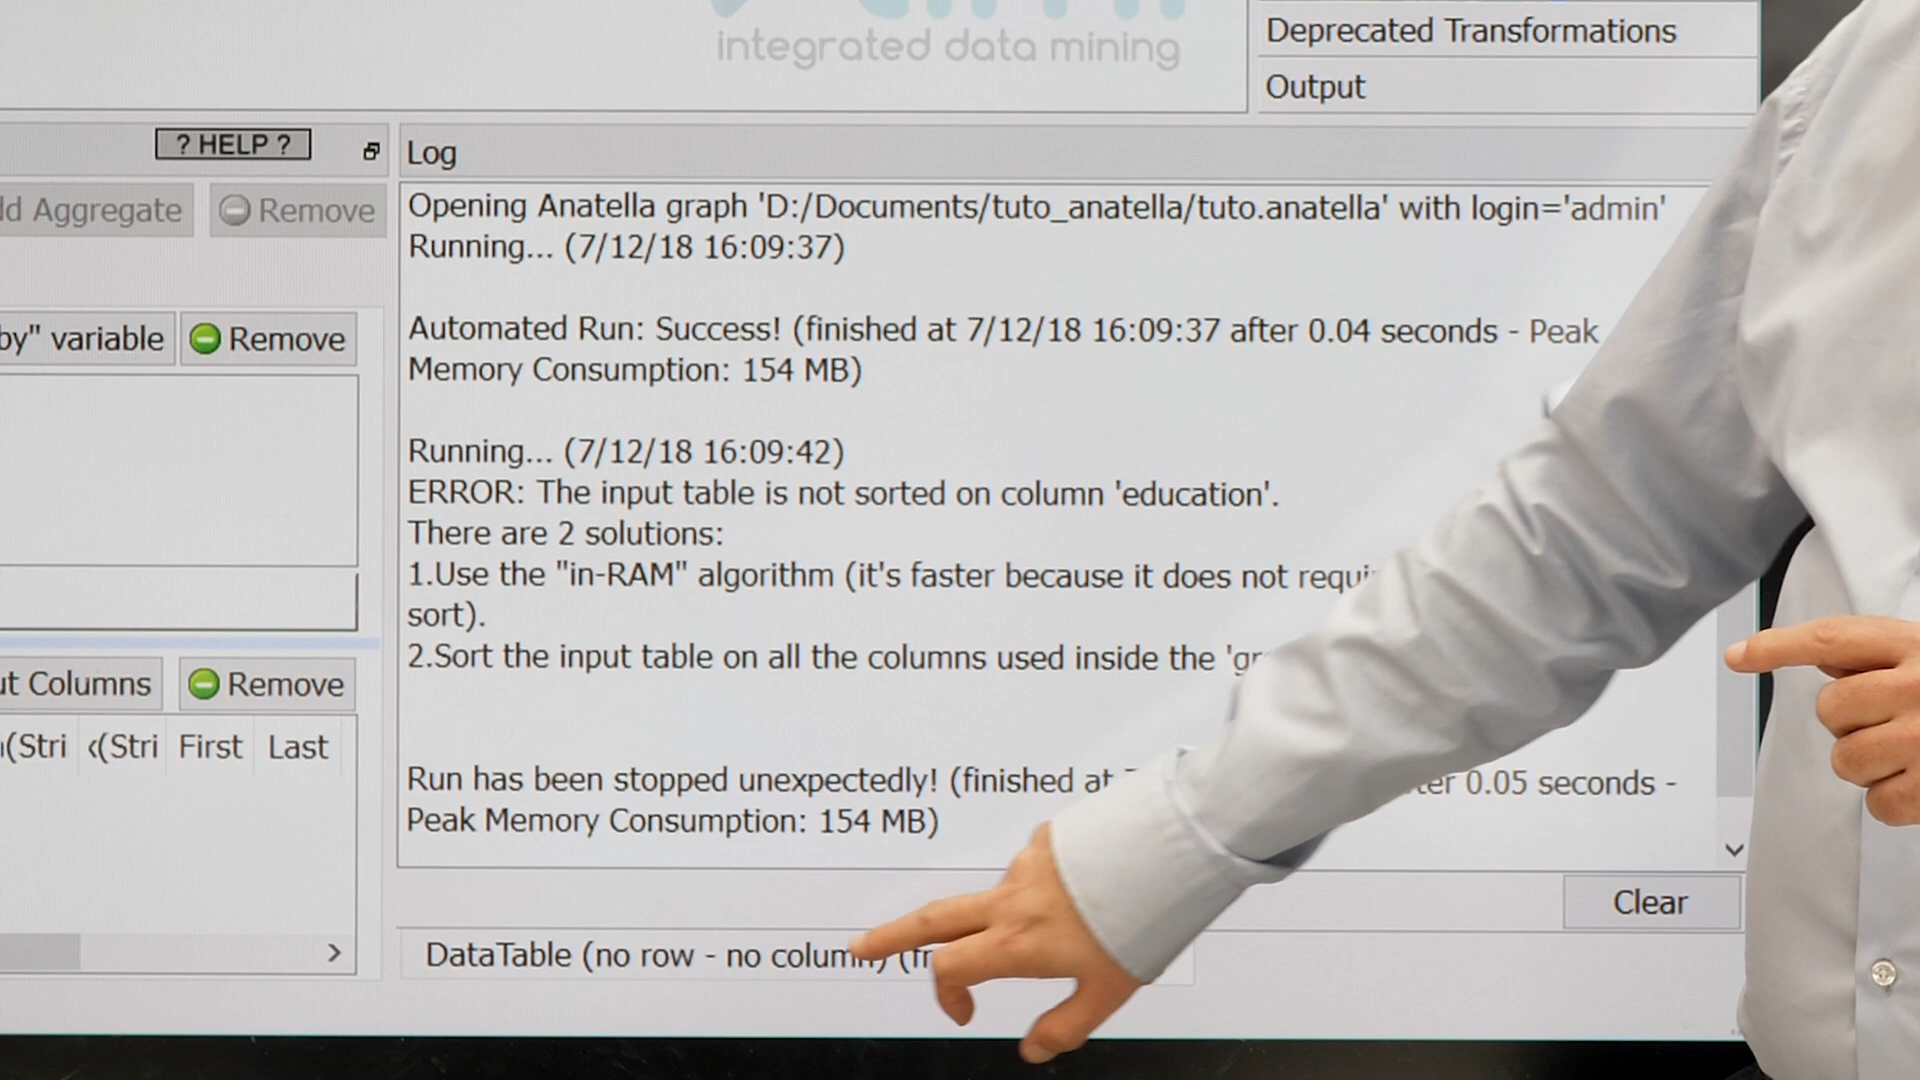 integrated data mining
Deprecated Transformations
Output
? HELP ?
Aggregate
Remove
by" variable
Remove
Columns
Remove
First
Last
Log
Opening Anatella graph 'D:/Documents/tuto_anatella/tuto.anatella' with login='admin'
Running... (7/12/18 16:09:37)
Automated Run: Success! (finished at 7/12/18 16:09:37 after 0.04 seconds - Peak
Memory Consumption: 154 MB)
Running... (7/12/18 16:09:42)
ERROR: The input table is not sorted on column 'education'.
There are 2 solutions:
1.Use the "in-RAM" algorithm (it's faster because it does not
sort).
2.Sort the input table on all the columns used inside the
Run has been stopped unexpectedly! (finished at 0.05 seconds -
Peak Memory Consumption: 154 MB)
Clear
DataTable (no row - no column)